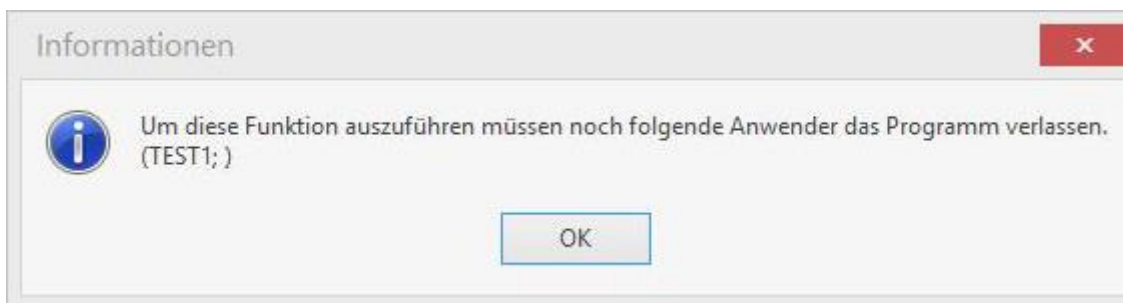 Informationen
Um diese Funktion auszuführen müssen noch folgende Anwender das Programm verlassen.
(TEST1; )
OK